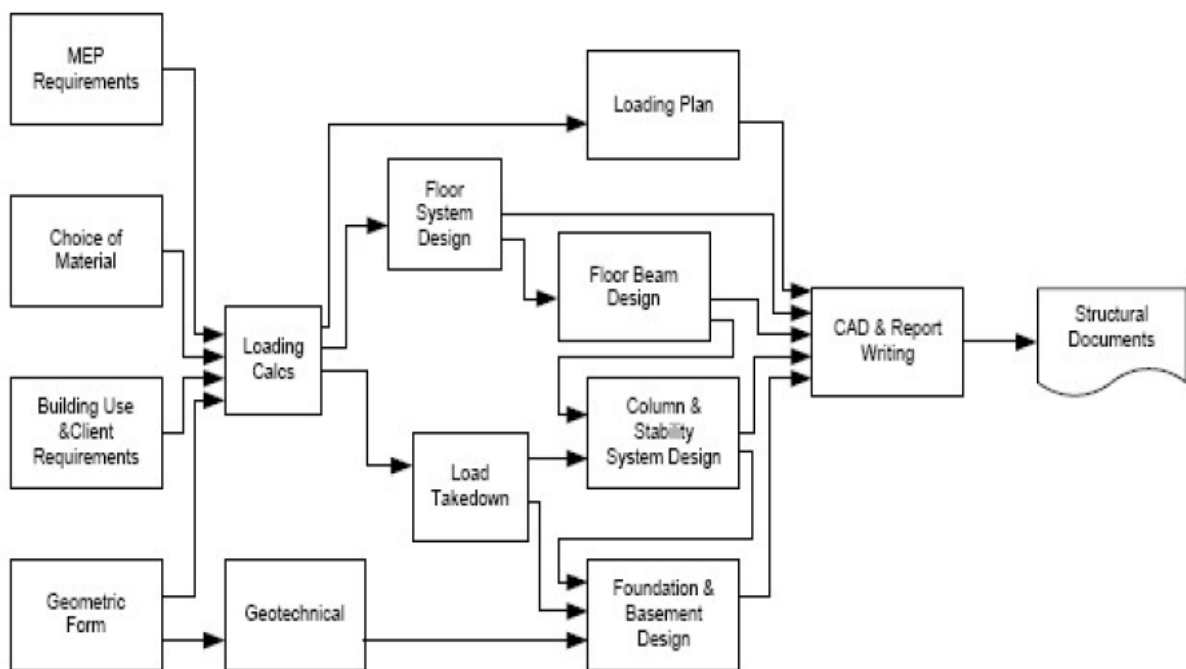 MEP
Requirements
Loading Plan
Floor
System
Design
Choice of
Material
Floor Beam
Design
Structural
Documents
CAD & Report
Writing
Loading
Calcs
Building Use
&Client
Requirements
Column &
Stability
System Design
Load
Takedown
Geometric
Form
Geotechnical
Foundation &
Basement
Design